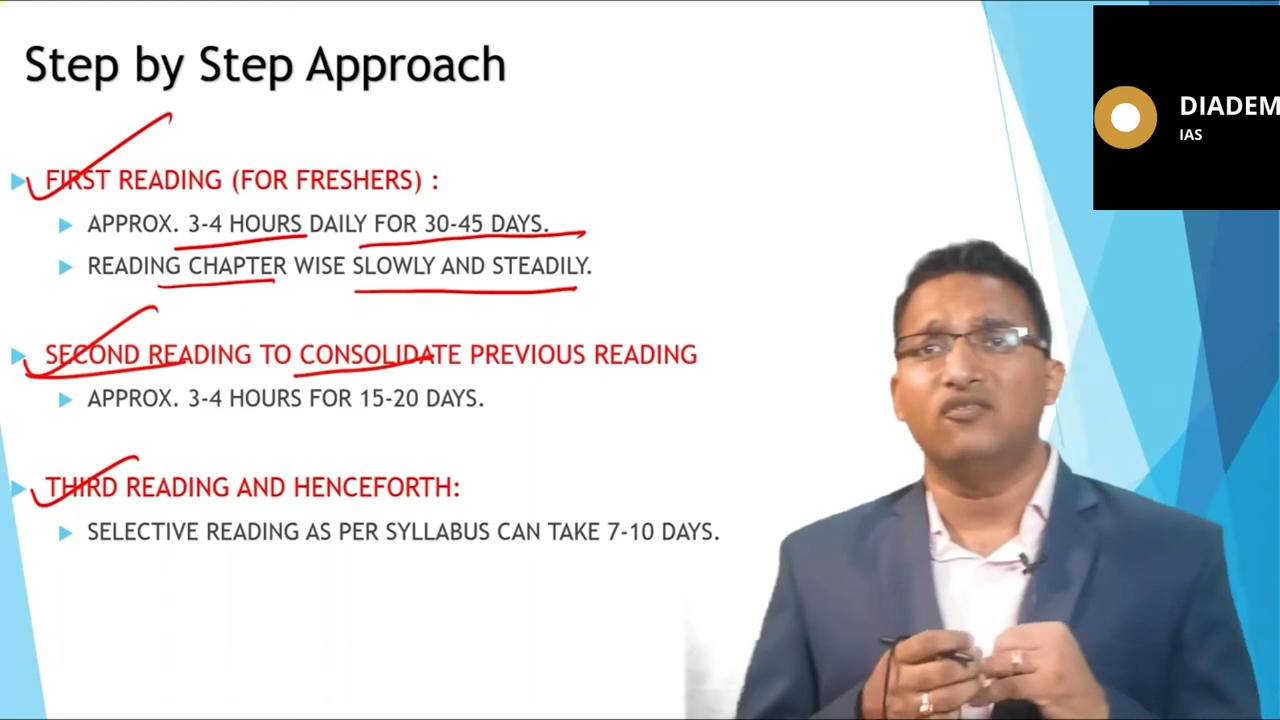 Step by Step Approach
DIADEM
IAS
FIRST READING (FOR FRESHERS) :
APPROX. 3-4 HOURS DAILY FOR 30-45 DAYS.
READING CHAPTER WISE SLOWLY AND STEADILY.
SECOND READING TO CONSOLIDATE PREVIOUS READING
APPROX. 3-4 HOURS FOR 15-20 DAYS.
THIRD READING AND HENCEFORTH:
SELECTIVE READING AS PER SYLLABUS CAN TAKE 7-10 DAYS.